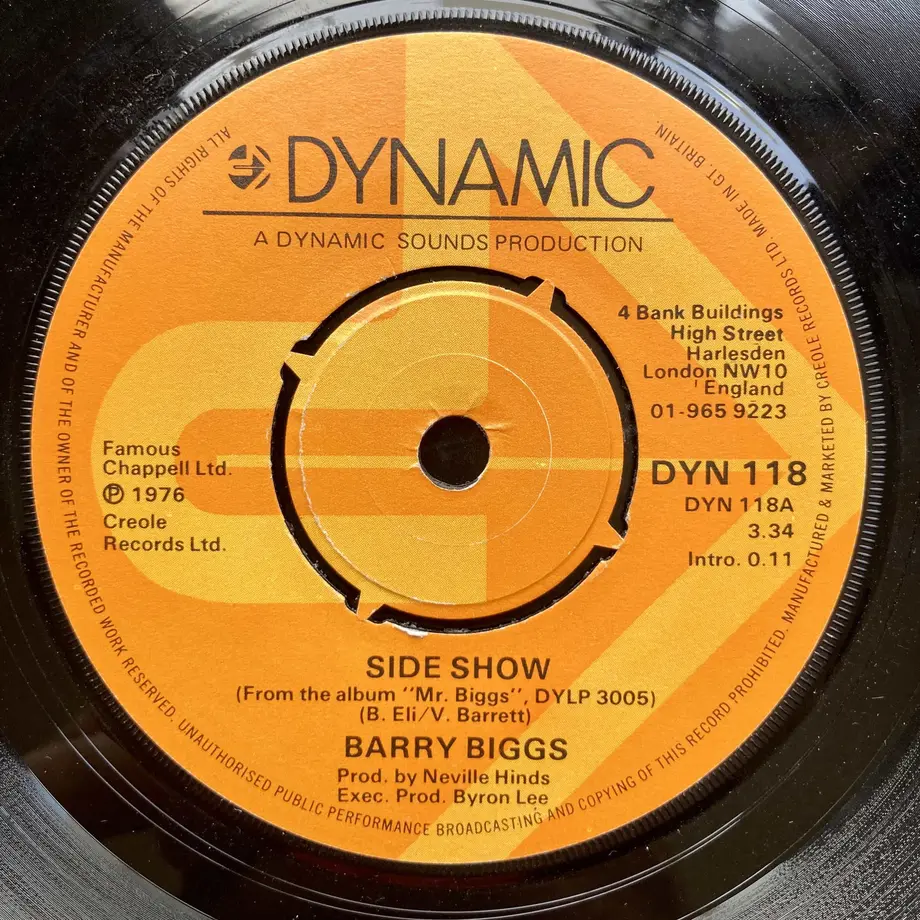 DYNAMIC
A DYNAMIC SOUNDS PRODUCTION
4 Bank Buildings
High Street
Harlesden
London NW10
England
01-965 9223
Famous
Chappell Ltd.
℗ 1976
Creole
Records Ltd.
DYN 118
DYN 118A
3.34
Intro. 0.11
SIDE SHOW
(From the album "Mr. Biggs", DYLP 3005)
(B. Eli/V. Barrett)
BARRY BIGGS
Prod. by Neville Hinds
Exec. Prod. Byron Lee
ALL RIGHTS OF THE MANUFACTURER AND OF THE OWNER OF THE RECORDED WORK RESERVED. UNAUTHORISED PUBLIC PERFORMANCE BROADCASTING AND COPYING OF THIS RECORD PROHIBITED. MANUFACTURED & MARKETED BY CREOLE RECORDS LTD. MADE IN GT. BRITAIN.